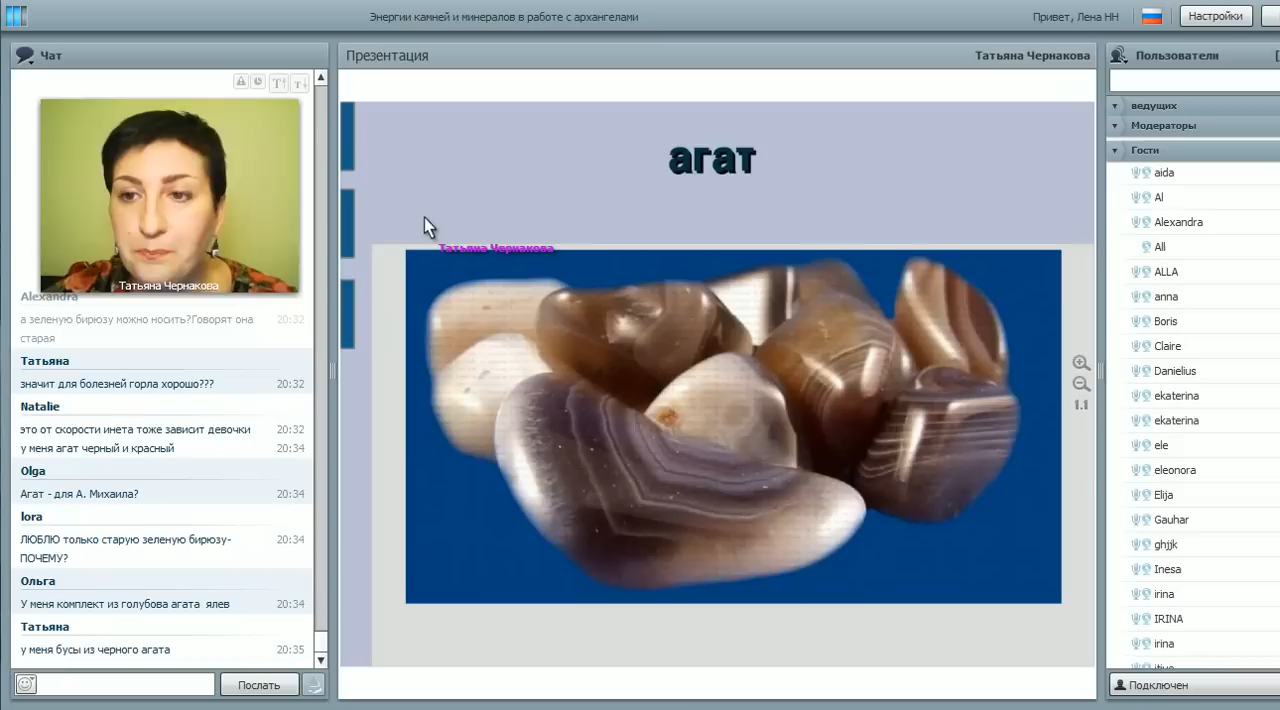 Энергии камней и минералов в работе с архангелами
Привет, Лена НН
Настройки
Чат
Презентация
Татьяна Чернакова
Пользователи
Татьяна Чернакова
Alexandra
а зеленую бирюзу можно носить?Говорят она 20:32
старая
Татьяна
значит для болезней горла хорошо??? 20:32
Natalie
это от скорости инета тоже зависит девочки 20:32
у меня агат черный и красный 20:34
Olga
Агат - для А. Михаила? 20:34
lora
ЛЮБЛЮ только старую зеленую бирюзу- 20:34
ПОЧЕМУ?
Ольга
У меня комплект из голубова агата ялев 20:34
Татьяна
у меня бусы из черного агата 20:35
Послать
агат
Татьяна Чернакова
1.1
ведущих
Модераторы
Гости
aida
Al
Alexandra
All
ALLA
anna
Boris
Claire
Danielius
ekaterina
ekaterina
ele
eleonora
Elija
Gauhar
ghjjk
Inesa
irina
IRINA
irina
Подключен